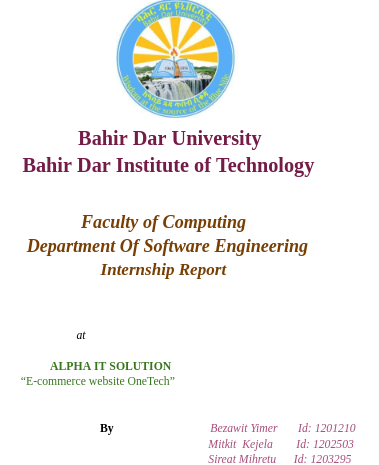 ባሕር ዳር ዩኒቨርሲቲ
Bahir Dar University
Wisdom at the source of the Blue Nile
Bahir Dar University
Bahir Dar Institute of Technology
Faculty of Computing
Department Of Software Engineering
Internship Report
at
ALPHA IT SOLUTION
“E-commerce website OneTech”
By Bezawit Yimer Id: 1201210
Mitkit Kejela Id: 1202503
Sireat Mihretu Id: 1203295